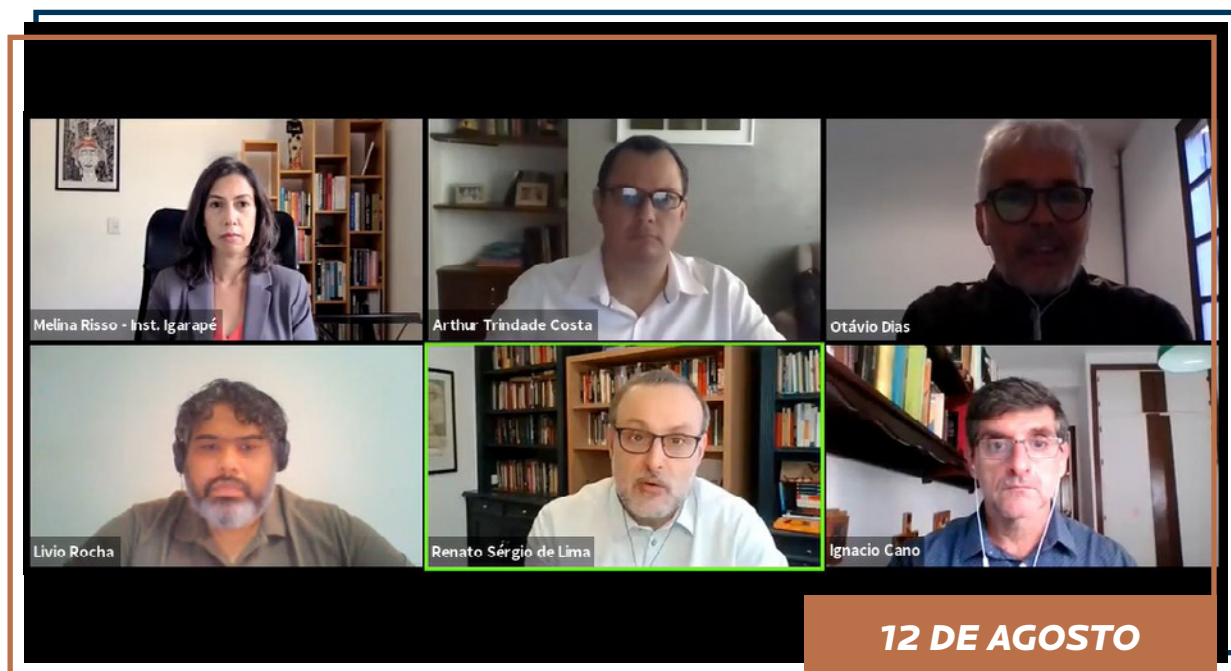 Melina Risso - Inst. Igarapé
Arthur Trindade Costa
Otávio Dias
Livio Rocha
Renato Sérgio de Lima
Ignacio Cano
12 DE AGOSTO